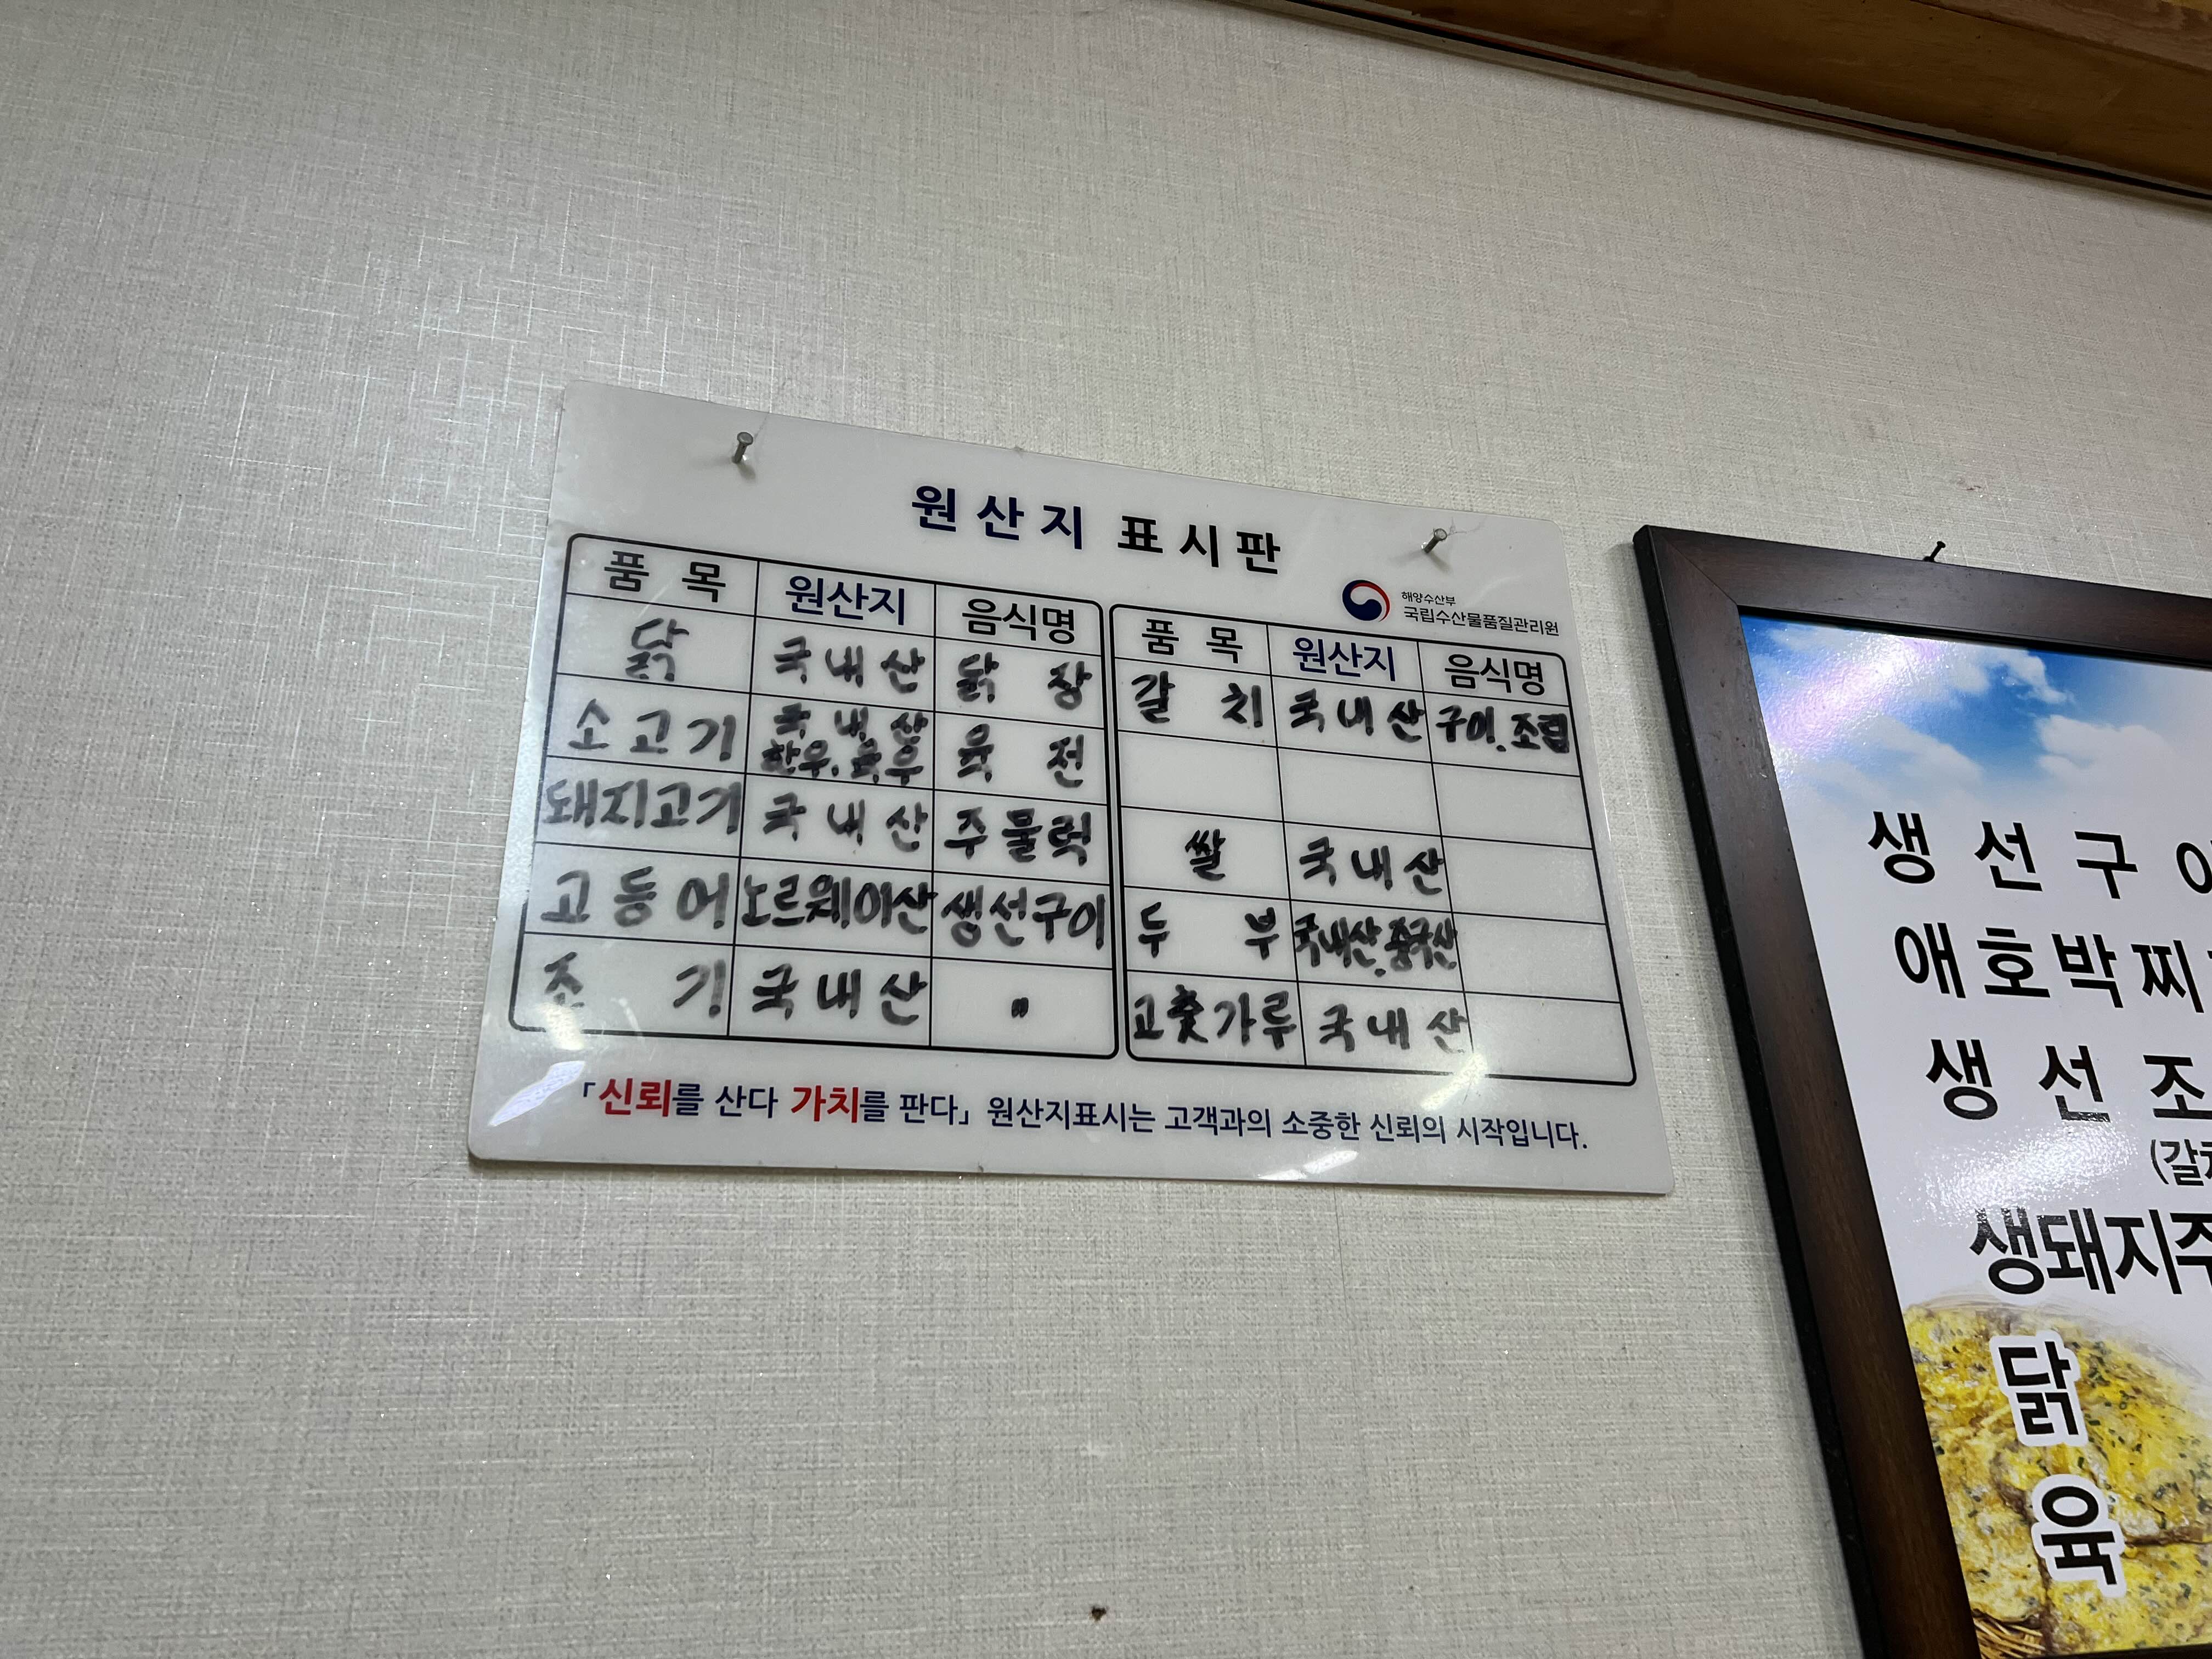 원산지 표시판
해양수산부
국립수산물품질관리원
품 목 원산지 음식명
닭 국내산 닭 장
소고기 국내산 한우, 육우 육 전
돼지고기 국내산 주물럭
고등어 노르웨이산 생선구이
조 기 국내산 〃
품 목 원산지 음식명
갈 치 국내산 구이.조림
쌀 국내산
두 부 국내산.중국산
고춧가루 국내산
「신뢰를 산다 가치를 판다」 원산지표시는 고객과의 소중한 신뢰의 시작입니다.
생 선 구
애호박찌
생 선 조
(갈
생돼지주
닭
육